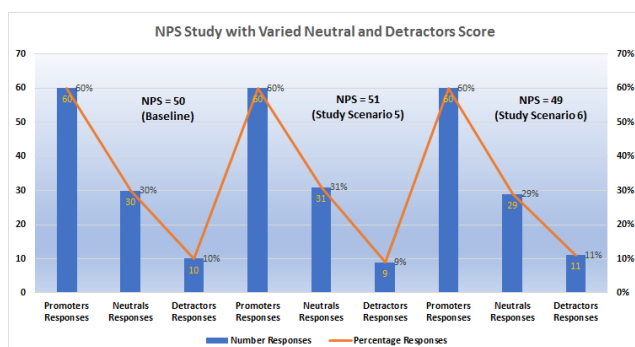 NPS Study with Varied Neutral and Detractors Score
70
60
50
40
30
20
10
0
70%
60%
50%
40%
30%
20%
10%
0%
NPS = 50
(Baseline)
NPS = 51
(Study Scenario 5)
NPS = 49
(Study Scenario 6)
60
60%
30
30%
10
10%
60
60%
31
31%
9
9%
60
60%
29
29%
11
11%
Promoters
Responses
Neutrals
Responses
Detractors
Responses
Promoters
Responses
Neutrals
Responses
Detractors
Responses
Promoters
Responses
Neutrals
Responses
Detractors
Responses
Number Responses
Percentage Responses